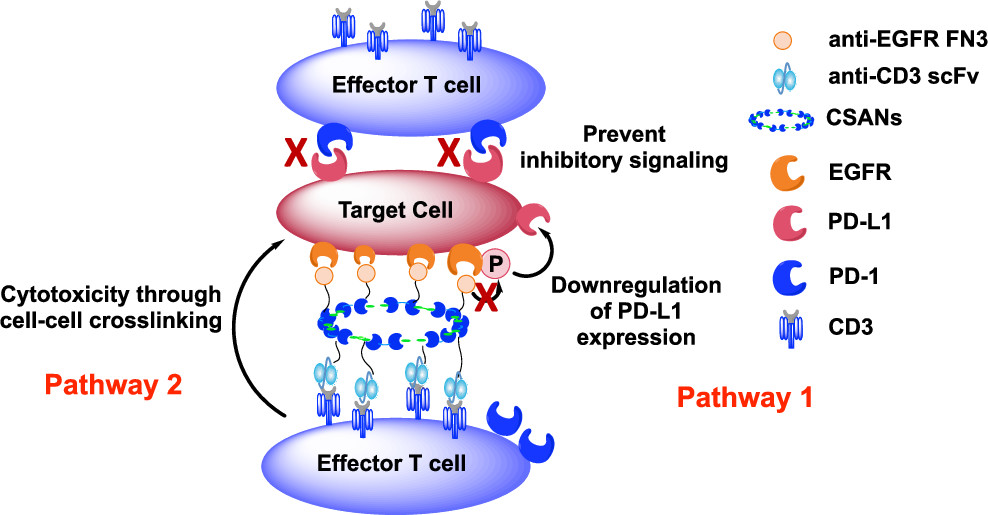 Effector T cell
Prevent
inhibitory signaling
Target Cell
P
Downregulation
of PD-L1
expression
Pathway 1
Cytotoxicity through
cell-cell crosslinking
Pathway 2
Effector T cell
X
X
X
anti-EGFR FN3
anti-CD3 scFv
CSANs
EGFR
PD-L1
PD-1
CD3